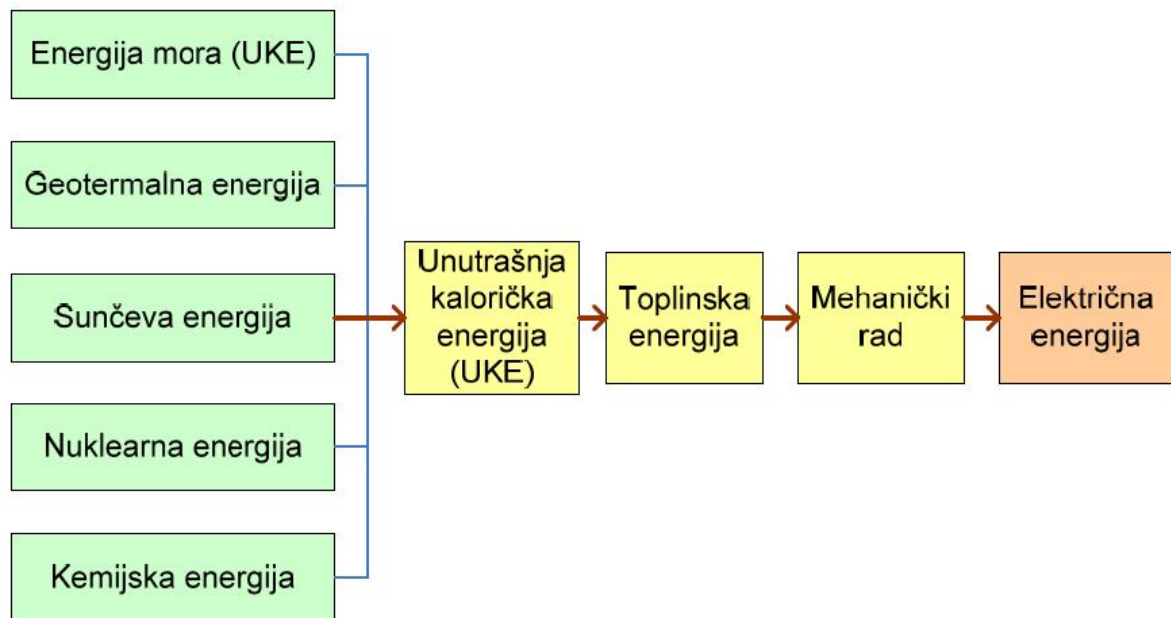 Energija mora (UKE)
Geotermalna energija
Sunčeva energija
Nuklearna energija
Kemijska energija
Unutrašnja
kalorička
energija
(UKE)
Toplinska
energija
Mehanički
rad
Električna
energija